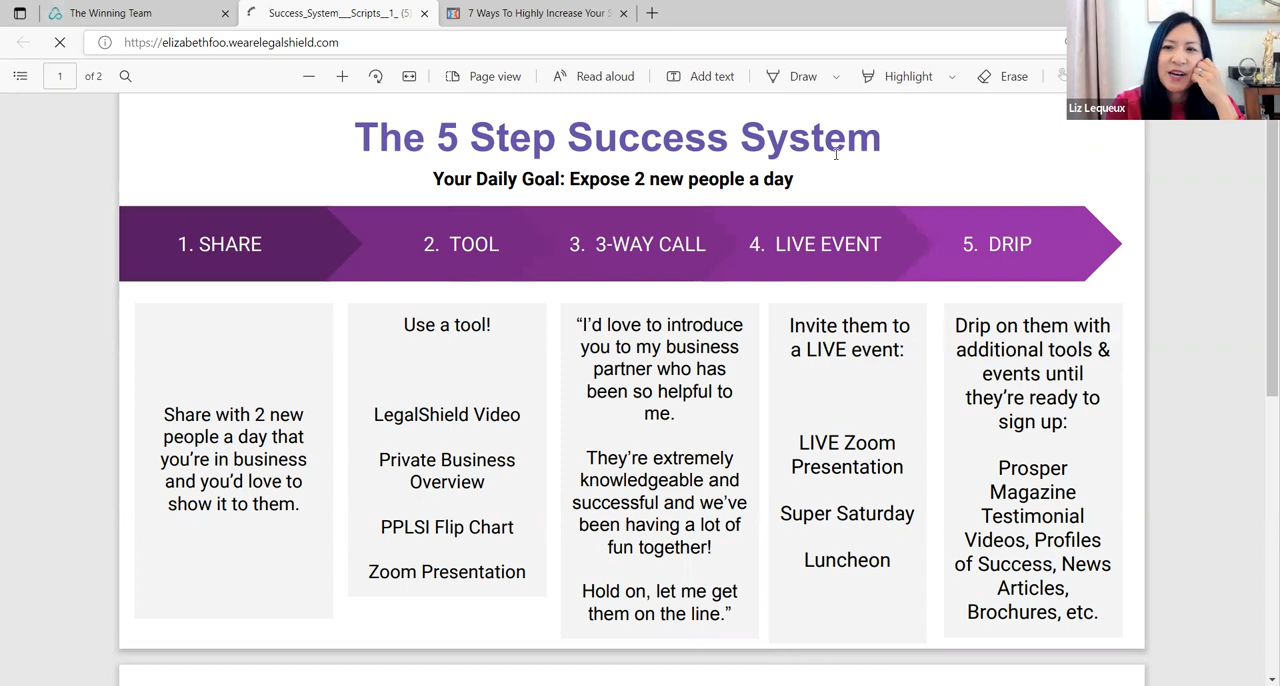 The Winning Team
Success_System___Scripts__1_ (5)
7 Ways To Highly Increase Your S
https://elizabethfoo.wearelegalshield.com
1 of 2
Page view
Read aloud
Add text
Draw
Highlight
Erase
Liz Lequeux
The 5 Step Success System
Your Daily Goal: Expose 2 new people a day
1. SHARE
2. TOOL
3. 3-WAY CALL
4. LIVE EVENT
5. DRIP
Share with 2 new
people a day that
you're in business
and you'd love to
show it to them.
Use a tool!
LegalShield Video
Private Business
Overview
PPLSI Flip Chart
Zoom Presentation
“I'd love to introduce
you to my business
partner who has
been so helpful to
me.
They're extremely
knowledgeable and
successful and we've
been having a lot of
fun together!
Hold on, let me get
them on the line.”
Invite them to
a LIVE event:
LIVE Zoom
Presentation
Super Saturday
Luncheon
Drip on them with
additional tools &
events until
they're ready to
sign up:
Prosper
Magazine
Testimonial
Videos, Profiles
of Success, News
Articles,
Brochures, etc.